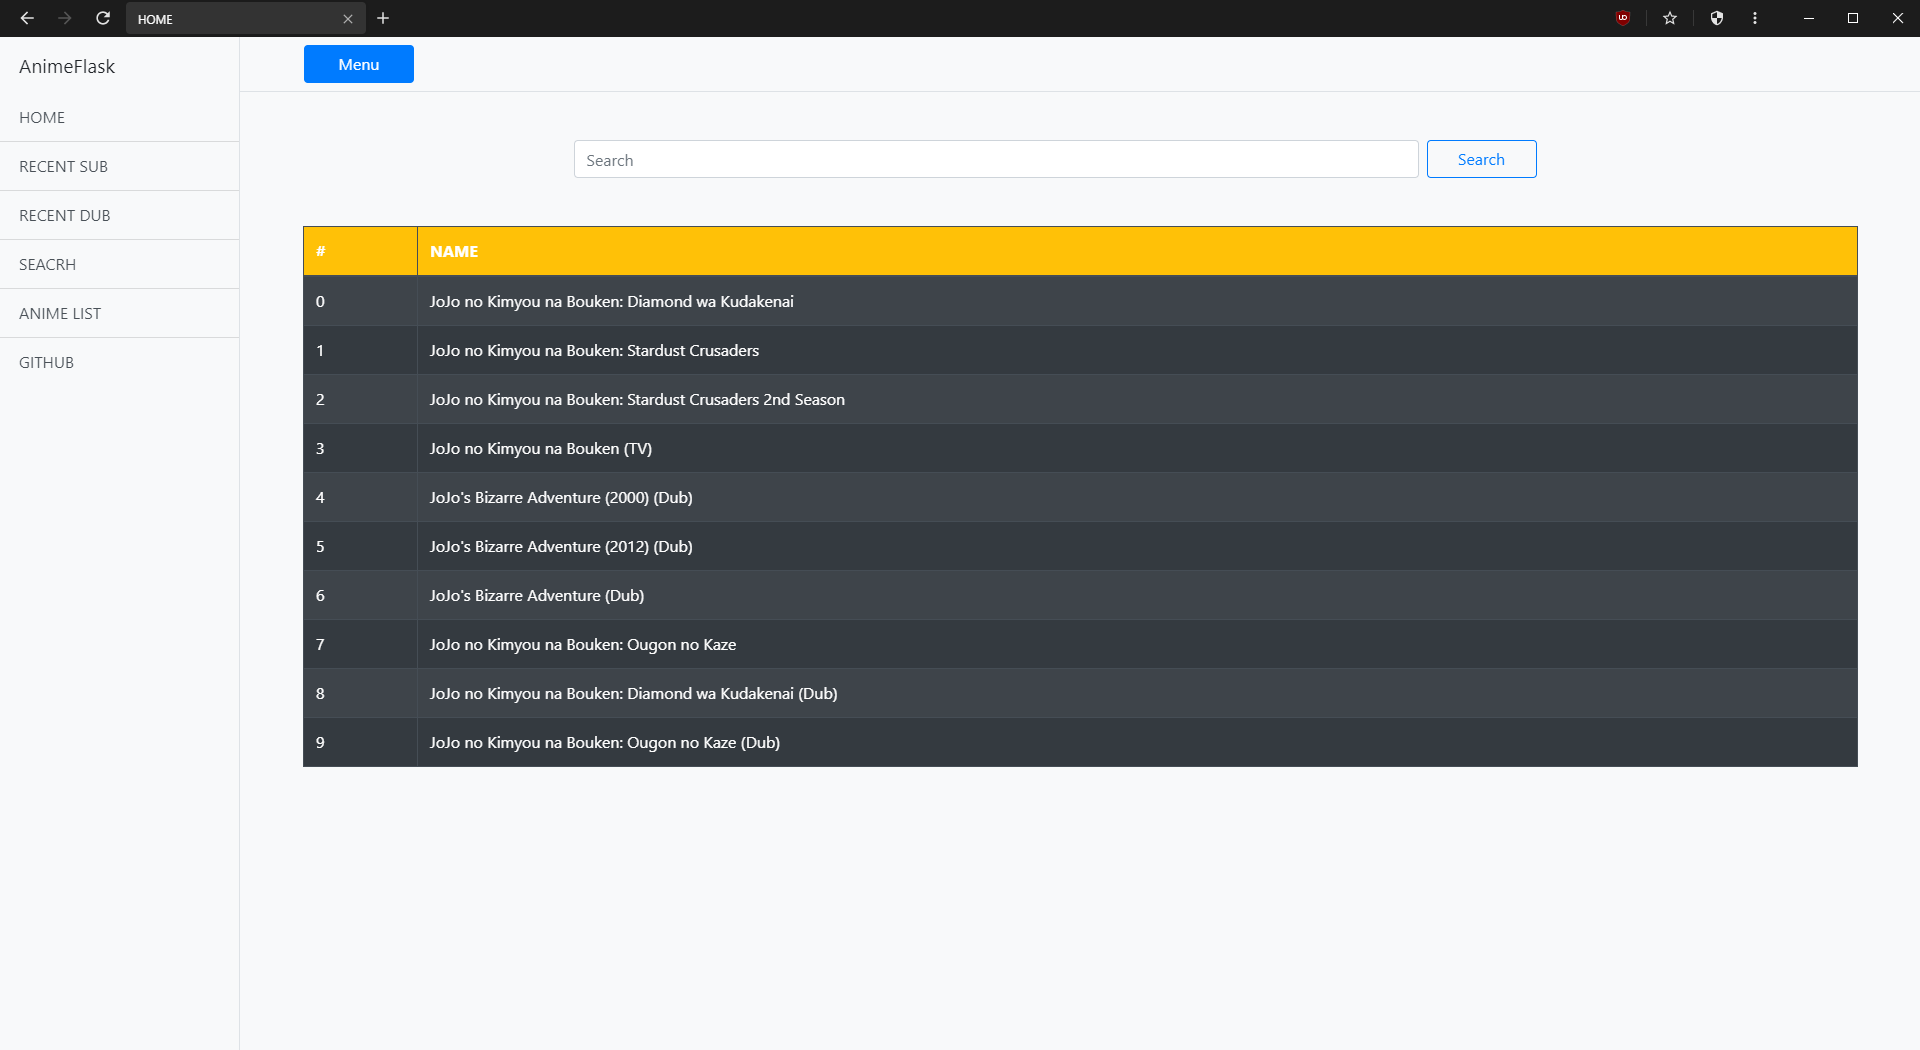 HOME
AnimeFlask
HOME
RECENT SUB
RECENT DUB
SEACRH
ANIME LIST
GITHUB
Menu
Search Search
# NAME
0 JoJo no Kimyou na Bouken: Diamond wa Kudakenai
1 JoJo no Kimyou na Bouken: Stardust Crusaders
2 JoJo no Kimyou na Bouken: Stardust Crusaders 2nd Season
3 JoJo no Kimyou na Bouken (TV)
4 JoJo's Bizarre Adventure (2000) (Dub)
5 JoJo's Bizarre Adventure (2012) (Dub)
6 JoJo's Bizarre Adventure (Dub)
7 JoJo no Kimyou na Bouken: Ougon no Kaze
8 JoJo no Kimyou na Bouken: Diamond wa Kudakenai (Dub)
9 JoJo no Kimyou na Bouken: Ougon no Kaze (Dub)